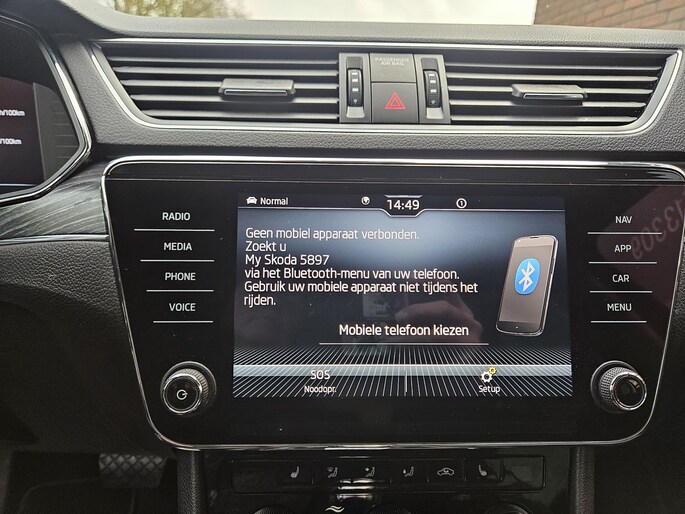 PASSENGER
AIR BAG
/100km
/100km
Normal
14:49
RADIO
MEDIA
PHONE
VOICE
Geen mobiel apparaat verbonden.
Zoekt u
My Skoda 5897
via het Bluetooth-menu van uw telefoon.
Gebruik uw mobiele apparaat niet tijdens het
rijden.
Mobiele telefoon kiezen
SOS
Noodopr.
Setup
NAV
APP
CAR
MENU